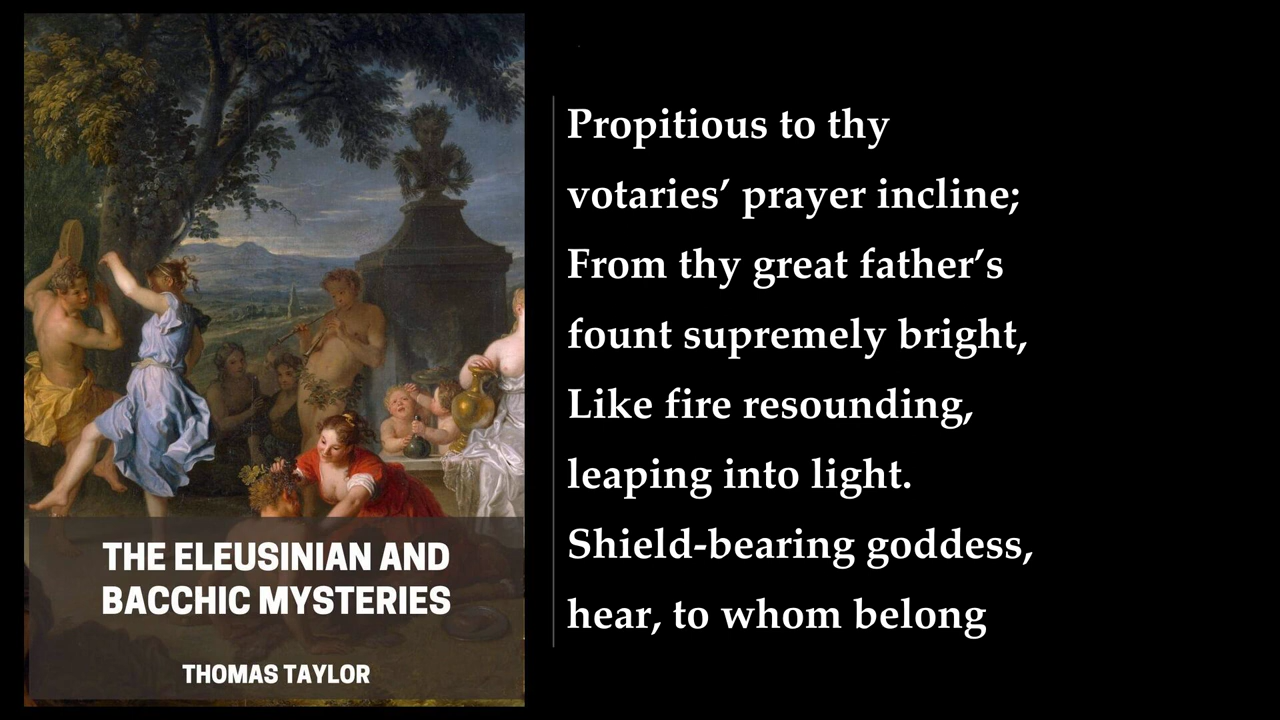 THE ELEUSINIAN AND
BACCHIC MYSTERIES
THOMAS TAYLOR
Propitious to thy
votaries’ prayer incline;
From thy great father’s
fount supremely bright,
Like fire resounding,
leaping into light.
Shield-bearing goddess,
hear, to whom belong